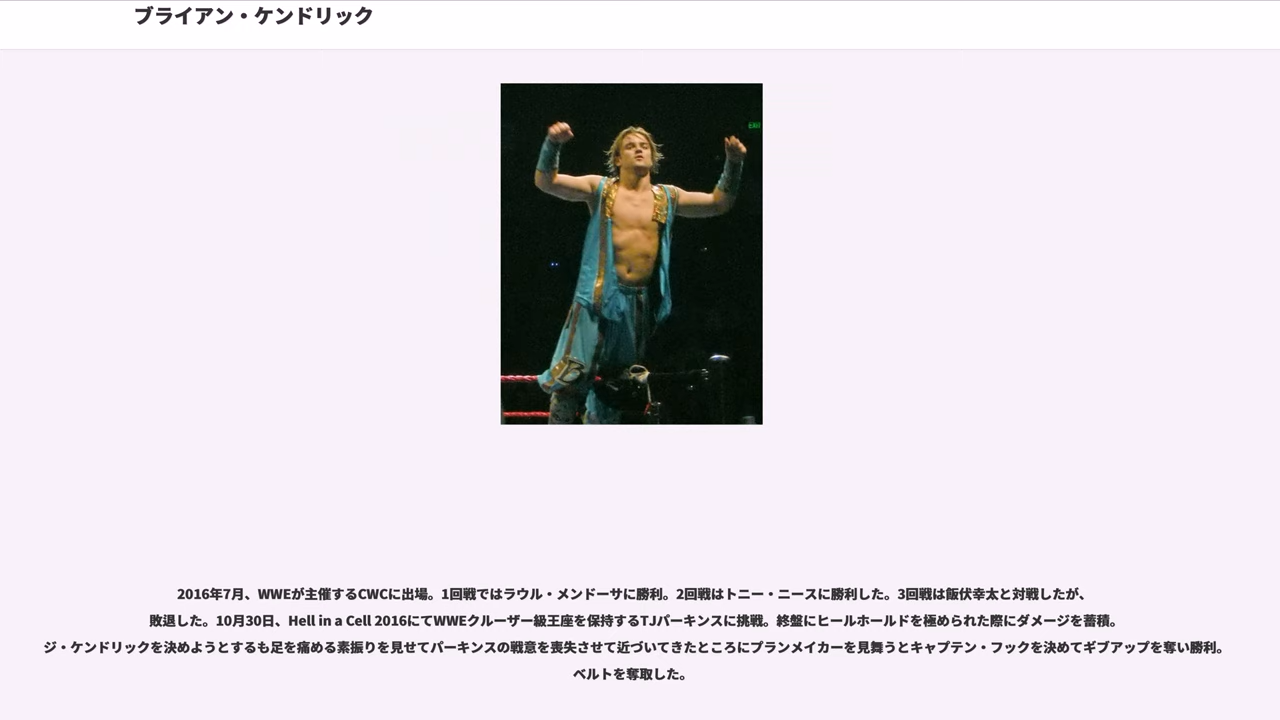 ブライアン・ケンドリック
EXIT
2016年7月、WWEが主催するCWCに出場。1回戦ではラウル・メンドーサに勝利。2回戦はトニー・ニースに勝利した。3回戦は飯伏幸太と対戦したが、
敗退した。10月30日、Hell in a Cell 2016にてWWEクルーザー級王座を保持するTJパーキンスに挑戦。終盤にヒールホールドを極められた際にダメージを蓄積。
ジ・ケンドリックを決めようとするも足を痛める素振りを見せてパーキンスの戦意を喪失させて近づいてきたところにプランメイカーを見舞うとキャプテン・フックを決めてギブアップを奪い勝利。
ベルトを奪取した。